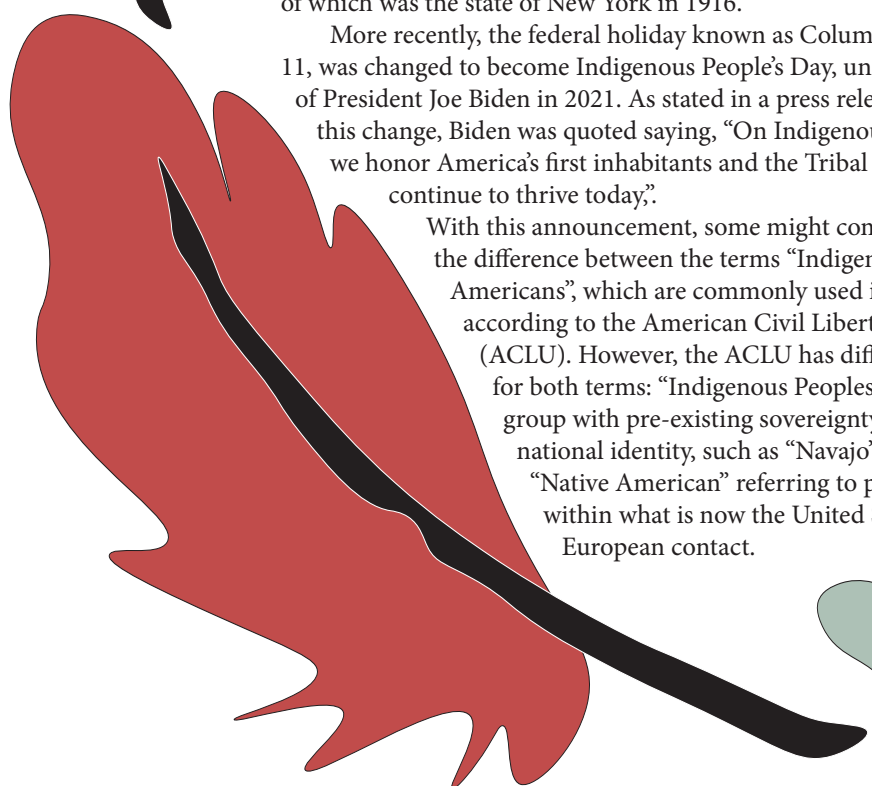 of which was the state of New York in 1916.
More recently, the federal holiday known as Colum
11, was changed to become Indigenous People’s Day, un
of President Joe Biden in 2021. As stated in a press rele
this change, Biden was quoted saying, “On Indigenou
we honor America’s first inhabitants and the Tribal
continue to thrive today,”.
With this announcement, some might con
the difference between the terms “Indigen
Americans”, which are commonly used i
according to the American Civil Libert
(ACLU). However, the ACLU has diff
for both terms: “Indigenous Peoples
group with pre-existing sovereignty
national identity, such as “Navajo”
“Native American” referring to p
within what is now the United
European contact.